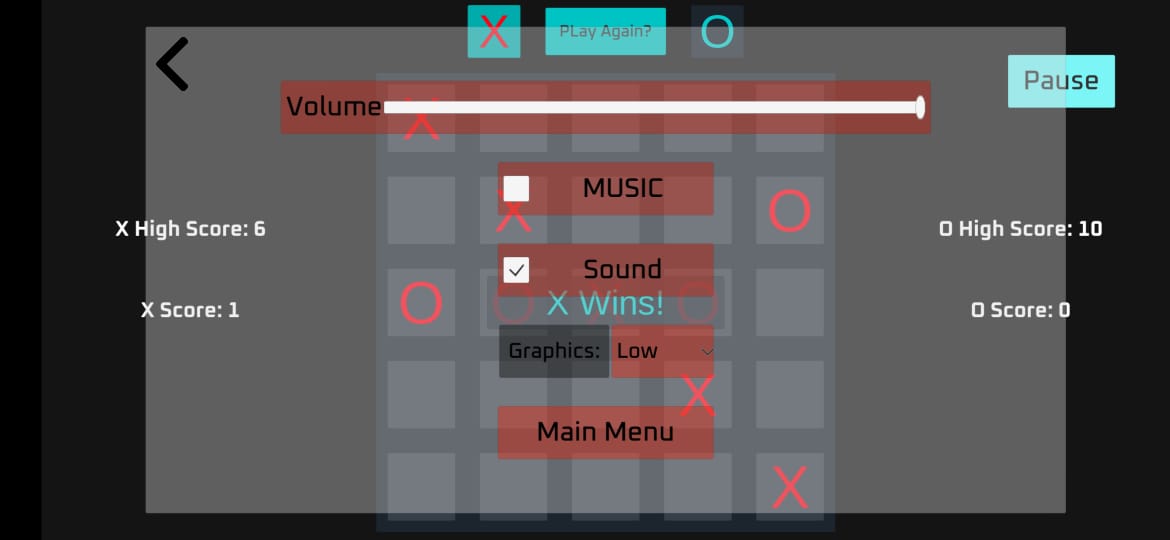 X PLay Again? O
Pause
Volume
X
MUSIC
X O
X High Score: 6
O High Score: 10
Sound
O O X Wins! O
X Score: 1
O Score: 0
Graphics: Low
X
Main Menu
X